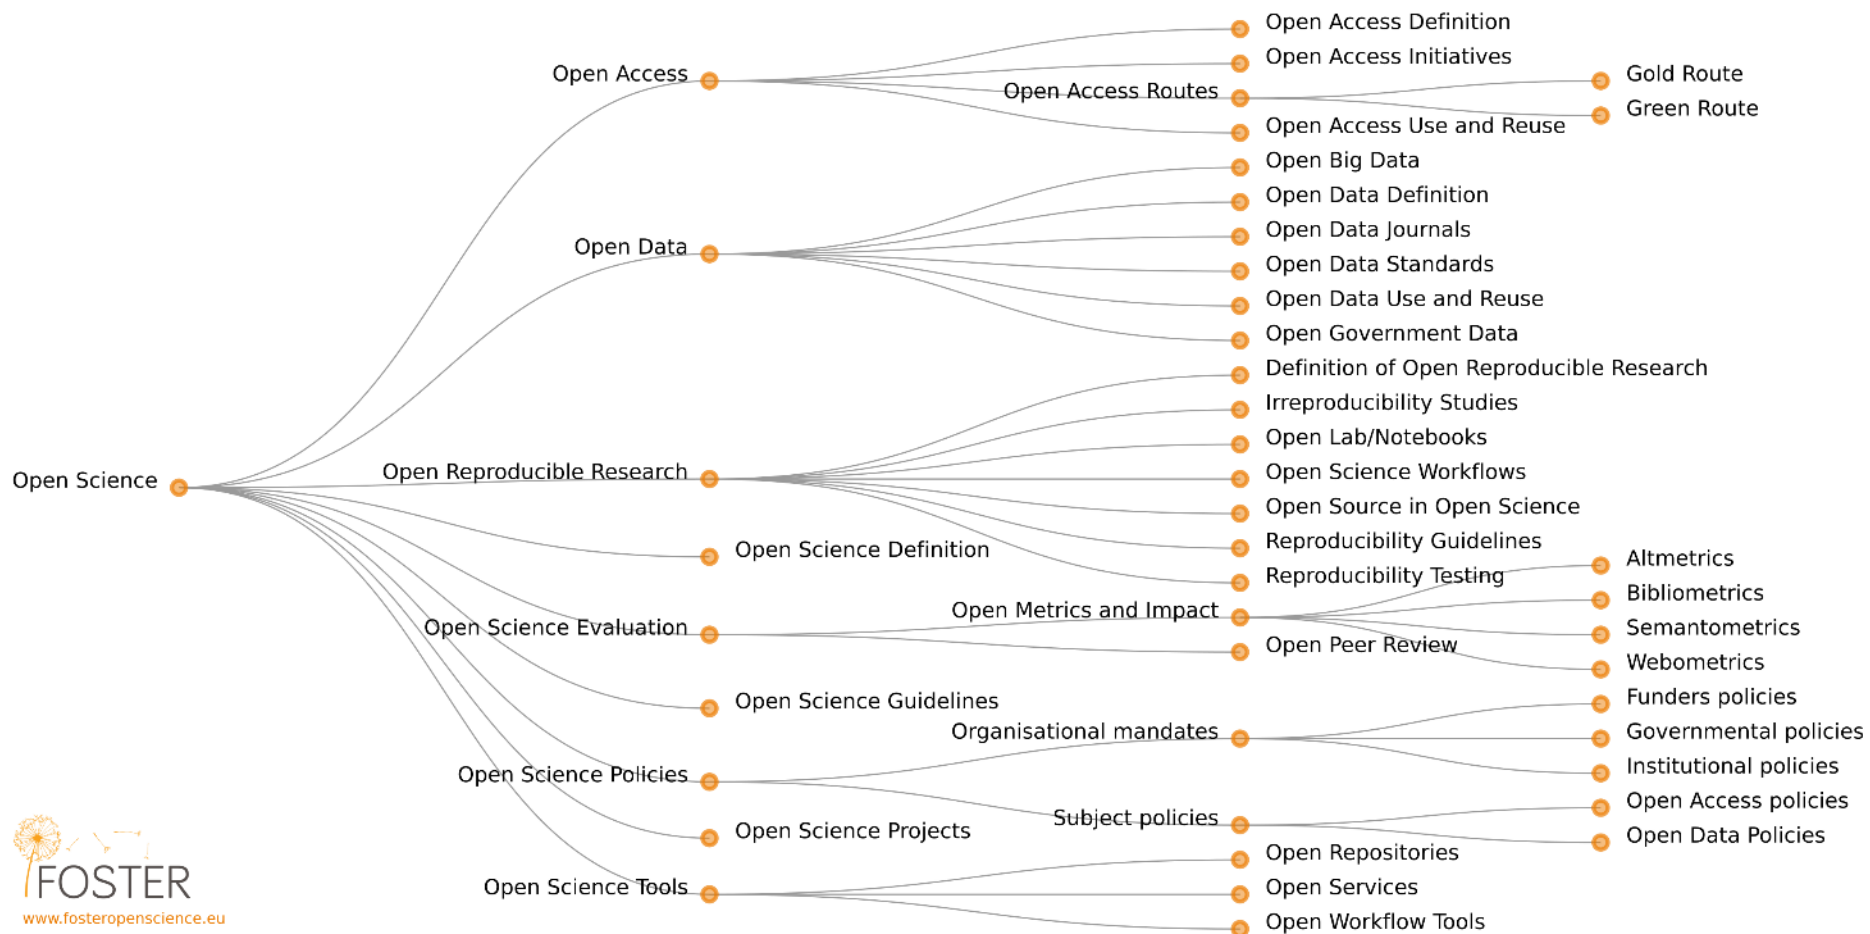 Open Science
Open Access
Open Access Definition
Open Access Initiatives
Open Access Routes
Gold Route
Green Route
Open Access Use and Reuse
Open Data
Open Big Data
Open Data Definition
Open Data Journals
Open Data Standards
Open Data Use and Reuse
Open Government Data
Open Reproducible Research
Definition of Open Reproducible Research
Irreproducibility Studies
Open Lab/Notebooks
Open Science Workflows
Open Source in Open Science
Reproducibility Guidelines
Reproducibility Testing
Open Science Definition
Open Science Evaluation
Open Metrics and Impact
Altmetrics
Bibliometrics
Semantometrics
Webometrics
Open Peer Review
Open Science Guidelines
Open Science Policies
Organisational mandates
Funders policies
Governmental policies
Institutional policies
Subject policies
Open Access policies
Open Data Policies
Open Science Projects
Open Science Tools
Open Repositories
Open Services
Open Workflow Tools
FOSTER
www.fosteropenscience.eu